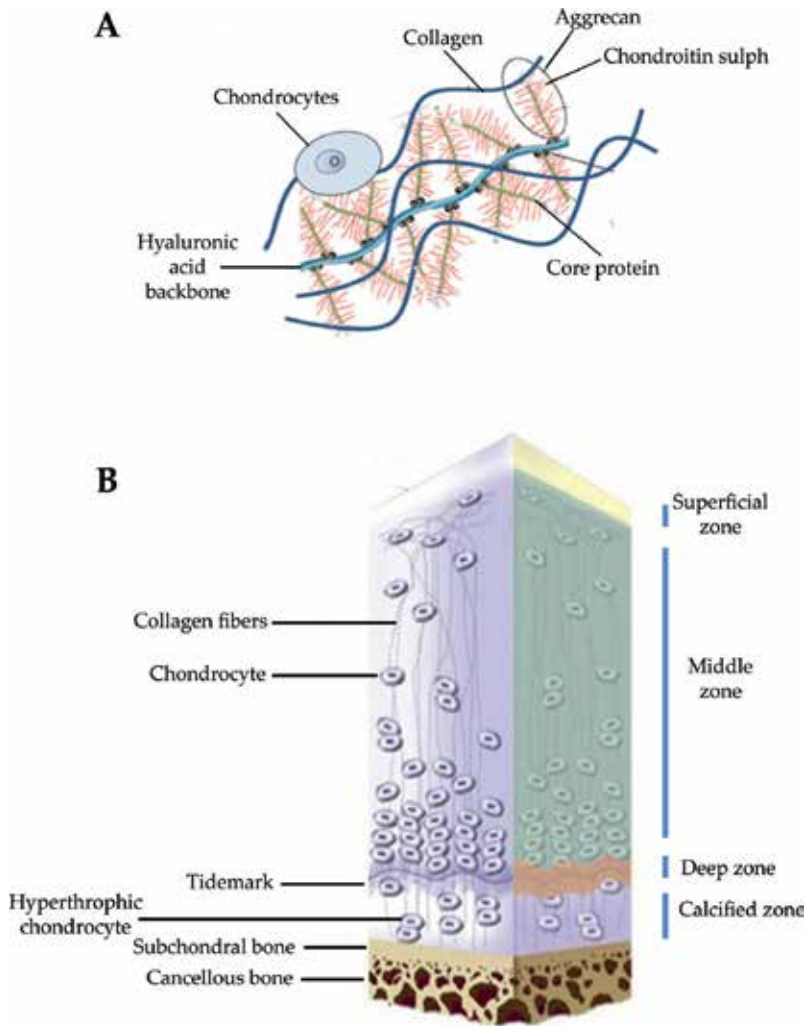 A
Aggrecan
Collagen
Chondroitin sulph
Chondrocytes
Hyaluronic
acid
backbone
Core protein
B
Superficial
zone
Collagen fibers
Chondrocyte
Middle
zone
Tidemark
Deep zone
Hyperthrophic
chondrocyte
Calcified zone
Subchondral bone
Cancellous bone